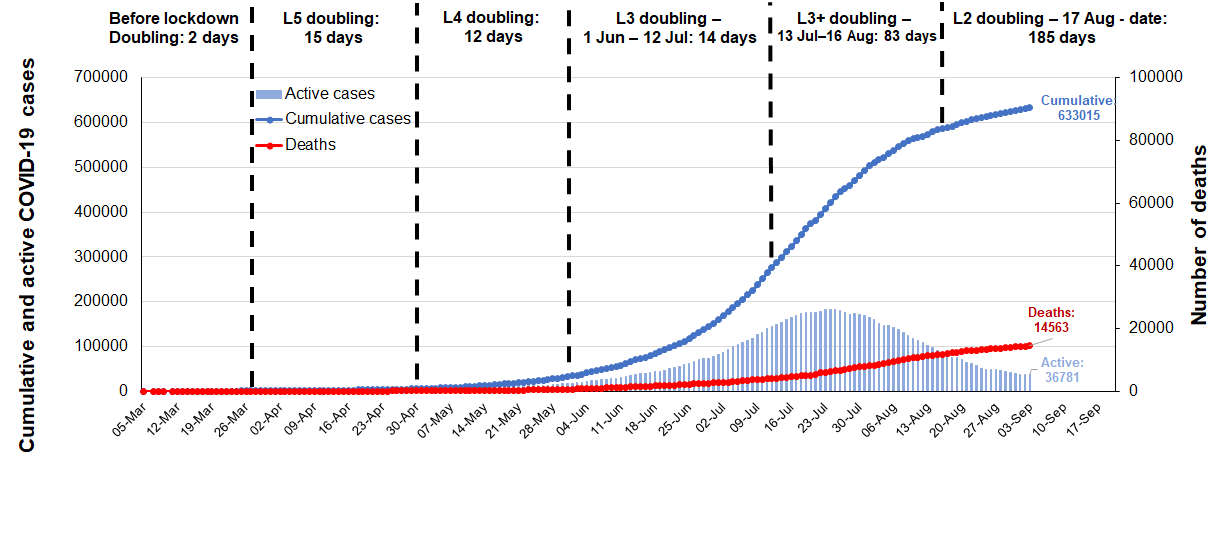 Before lockdown
Doubling: 2 days
L5 doubling:
15 days
L4 doubling:
12 days
L3 doubling –
1 Jun – 12 Jul: 14 days
L3+ doubling –
13 Jul–16 Aug: 83 days
L2 doubling – 17 Aug - date:
185 days
Cumulative and active COVID-19 cases
700000
600000
500000
400000
300000
200000
100000
0
Active cases
Cumulative cases
Deaths
Cumulative:
633015
Deaths:
14563
Active:
36781
100000
80000
60000
40000
20000
0
Number of deaths
05-Mar
12-Mar
19-Mar
26-Mar
02-Apr
09-Apr
16-Apr
23-Apr
30-Apr
07-May
14-May
21-May
28-May
04-Jun
11-Jun
18-Jun
25-Jun
02-Jul
09-Jul
16-Jul
23-Jul
30-Jul
06-Aug
13-Aug
20-Aug
27-Aug
03-Sep
10-Sep
17-Sep